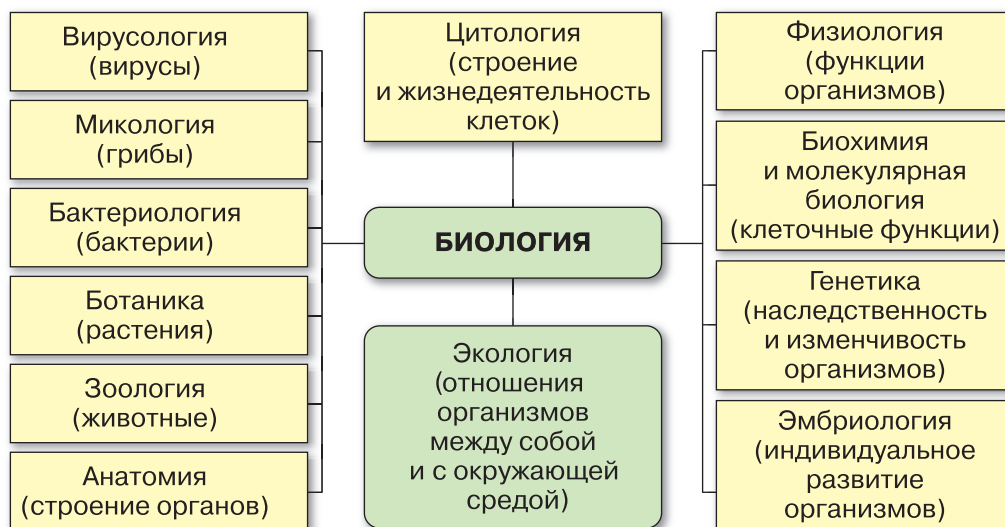 Вирусология
(вирусы)
Микология
(грибы)
Бактериология
(бактерии)
Ботаника
(растения)
Зоология
(животные)
Анатомия
(строение органов)
Цитология
(строение
и жизнедеятельность
клеток)
БИОЛОГИЯ
Экология
(отношения
организмов
между собой
и с окружающей
средой)
Физиология
(функции
организмов)
Биохимия
и молекулярная
биология
(клеточные функции)
Генетика
(наследственность
и изменчивость
организмов)
Эмбриология
(индивидуальное
развитие
организмов)